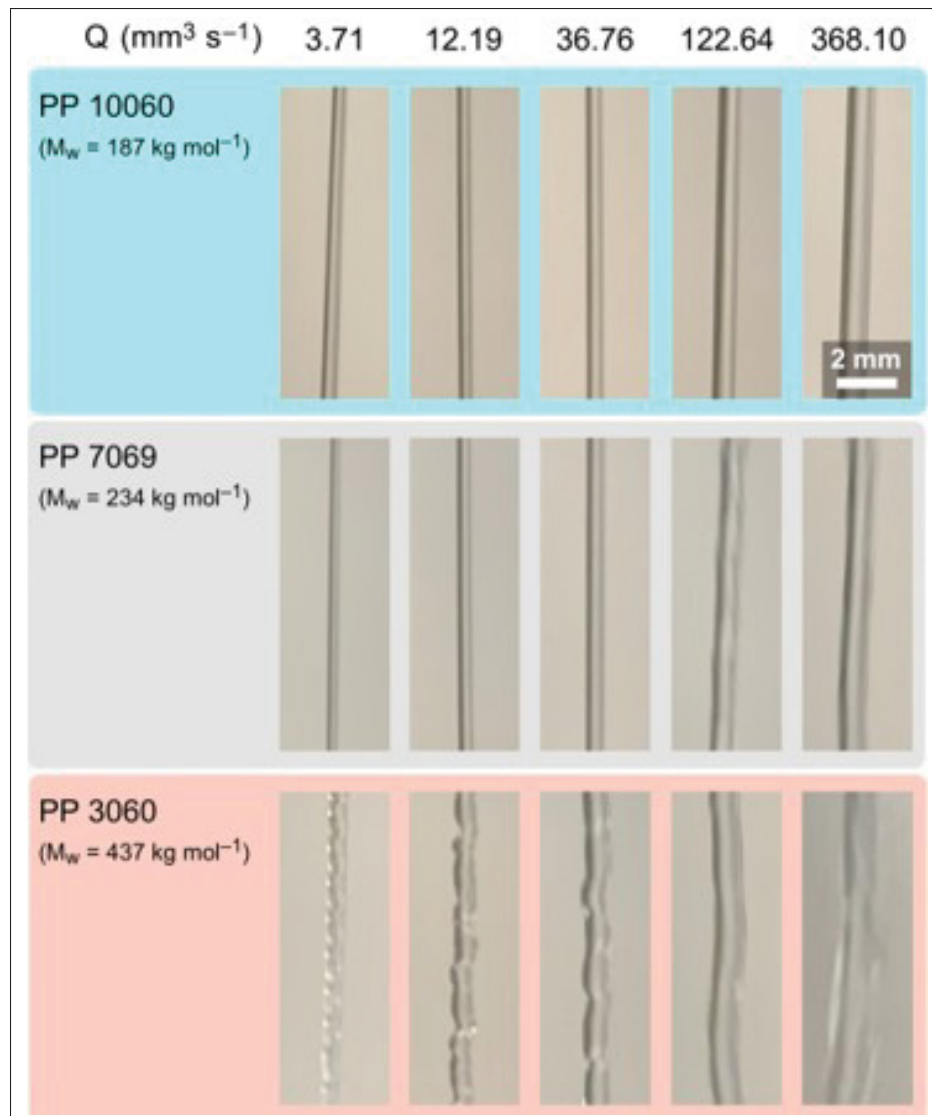 Q (mm³ s⁻¹) 3.71 12.19 36.76 122.64 368.10
PP 10060
(Mw = 187 kg mol⁻¹)
2 mm
PP 7069
(Mw = 234 kg mol⁻¹)
PP 3060
(Mw = 437 kg mol⁻¹)